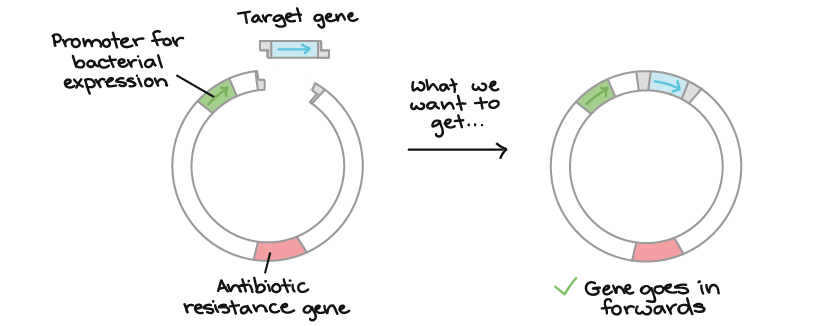 Target gene
Promoter for
bacterial
expression
what we
want to
get...
Antibiotic
resistance gene
Gene goes in
forwards